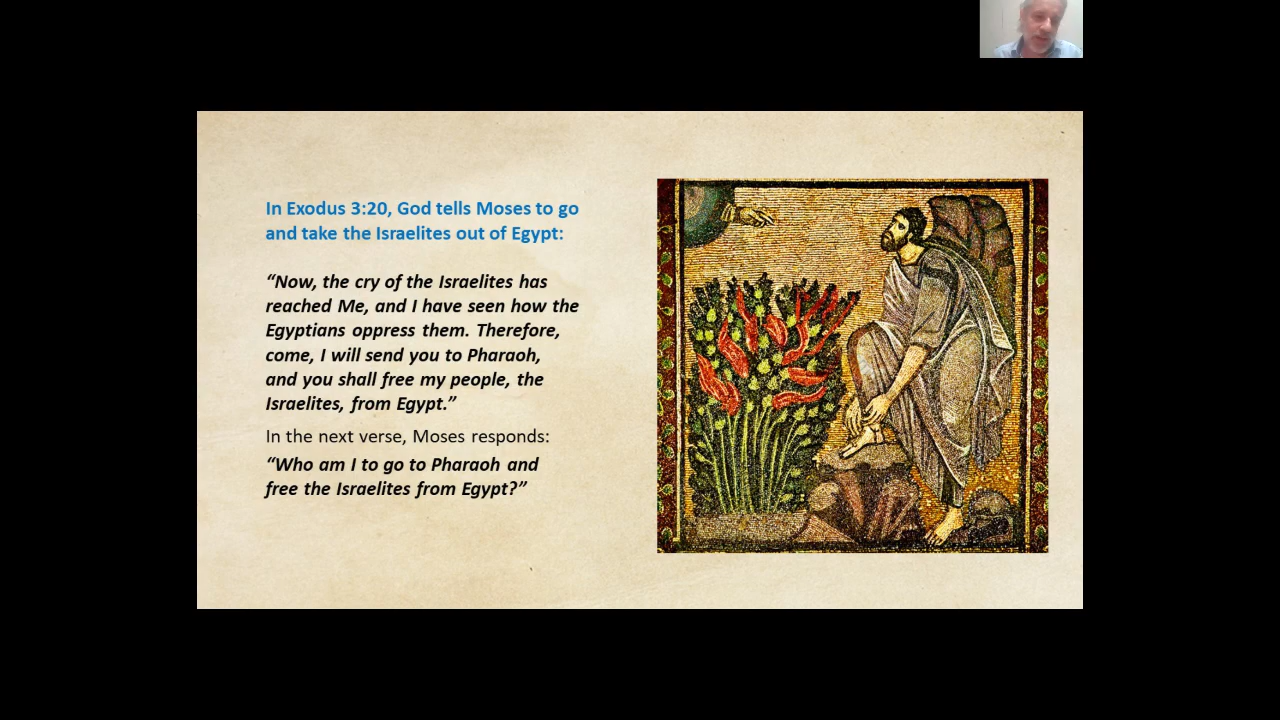 In Exodus 3:20, God tells Moses to go
and take the Israelites out of Egypt:
“Now, the cry of the Israelites has
reached Me, and I have seen how the
Egyptians oppress them. Therefore,
come, I will send you to Pharaoh,
and you shall free my people, the
Israelites, from Egypt.”
In the next verse, Moses responds:
“Who am I to go to Pharaoh and
free the Israelites from Egypt?”